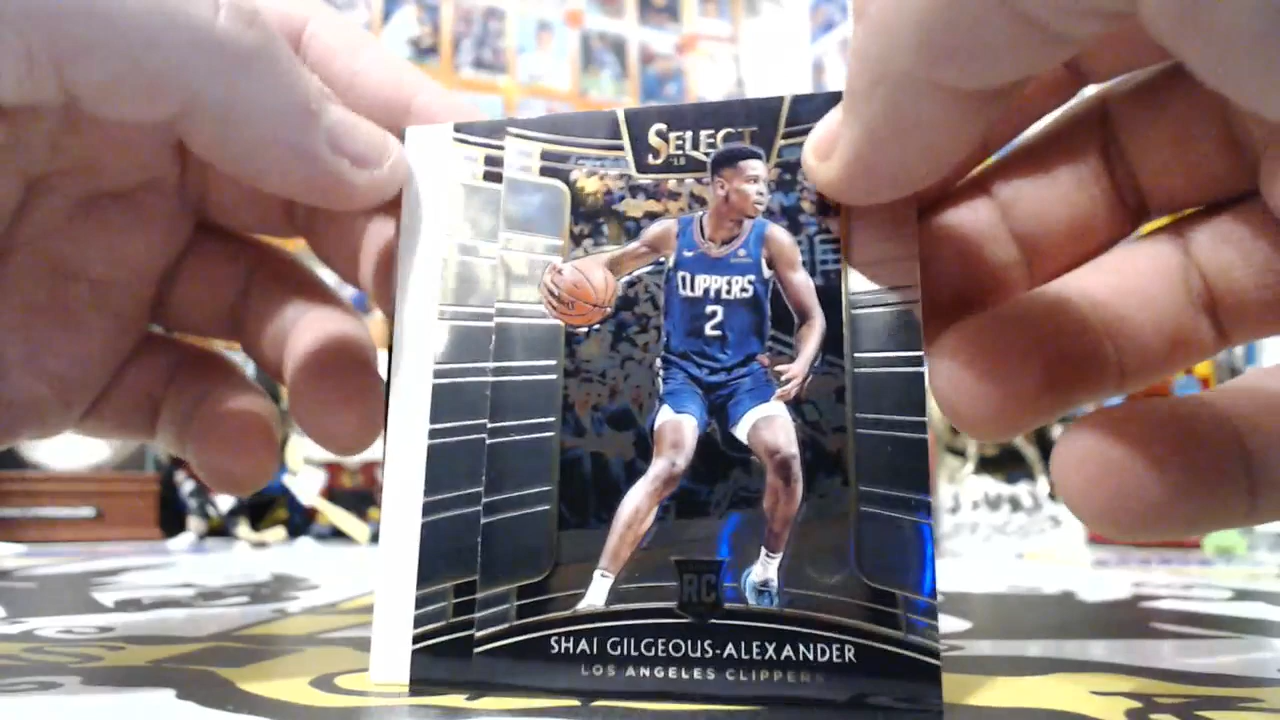 SELECT
'18
CLIPPERS
2
RC
SHAI GILGEOUS-ALEXANDER
LOS ANGELES CLIPPERS